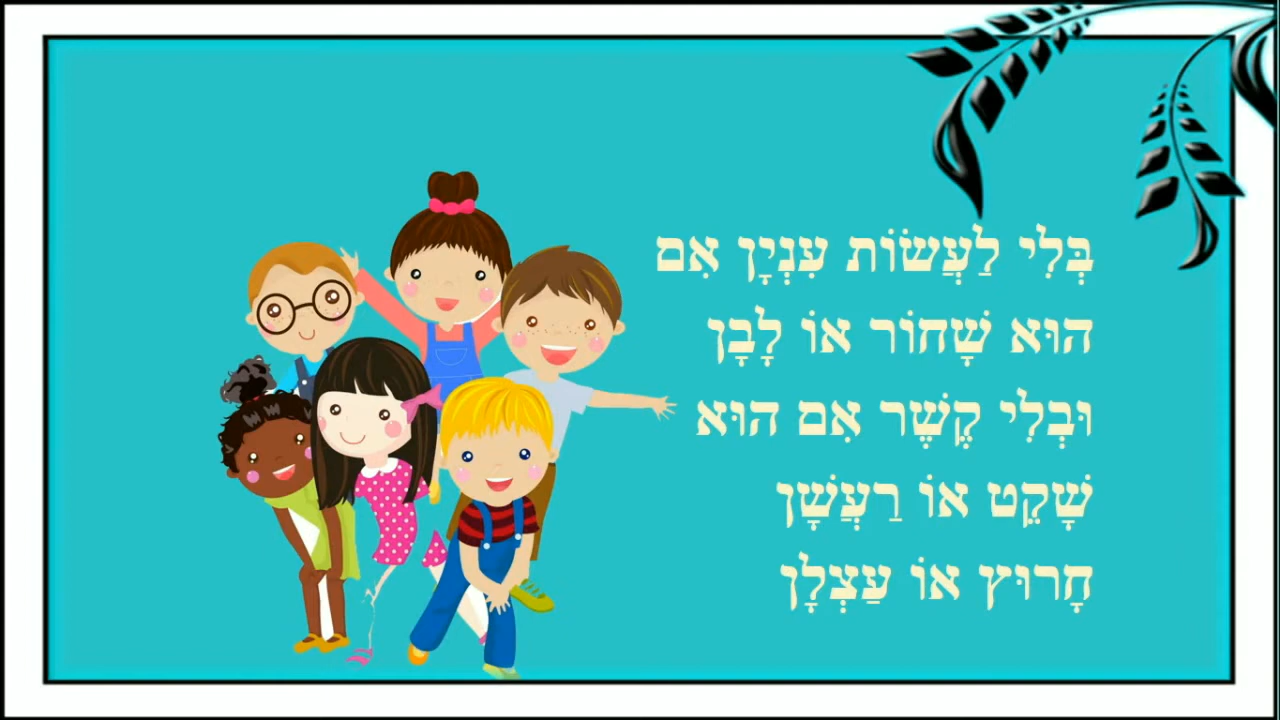 בְּלִי לַעֲשׂוֹת עִנְיָן אִם
הוּא שָׁחוֹר אוֹ לָבָן
וּבְלִי קֶשֶׁר אִם הוּא
שָׁקֵט אוֹ רַעֲשָׁן
חָרוּץ אוֹ עַצְלָן